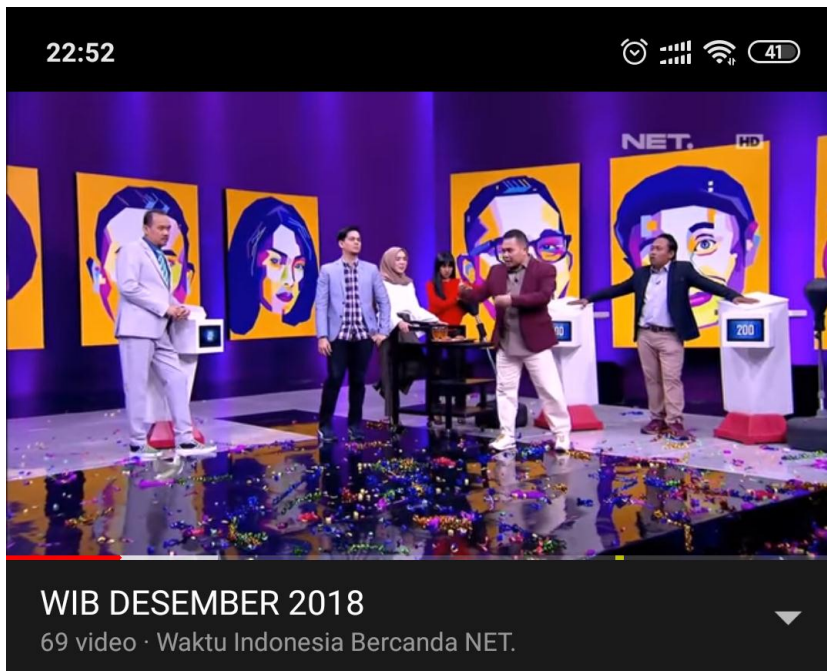 22:52
41
NET. HD
200
WIB DESEMBER 2018
69 video · Waktu Indonesia Bercanda NET.